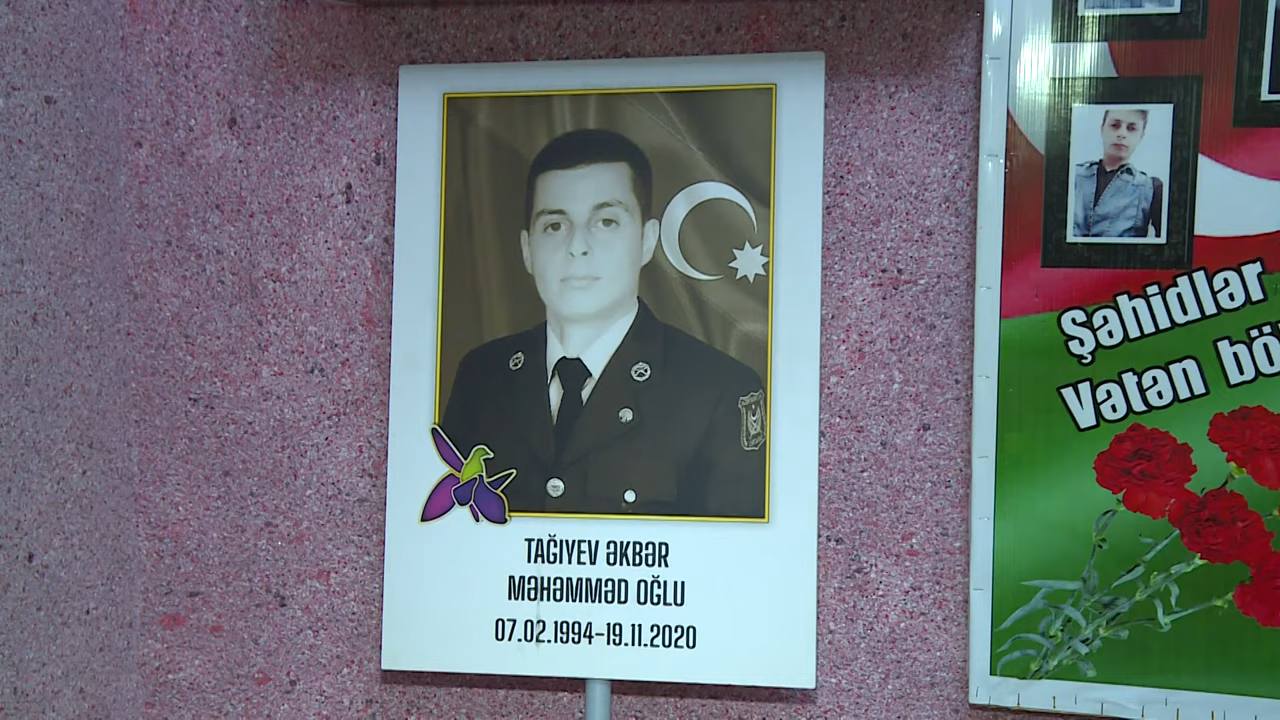 TAĞIYEV ƏKBƏR
MƏHƏMMƏD OĞLU
07.02.1994-19.11.2020
Şəhidlər
Vətən